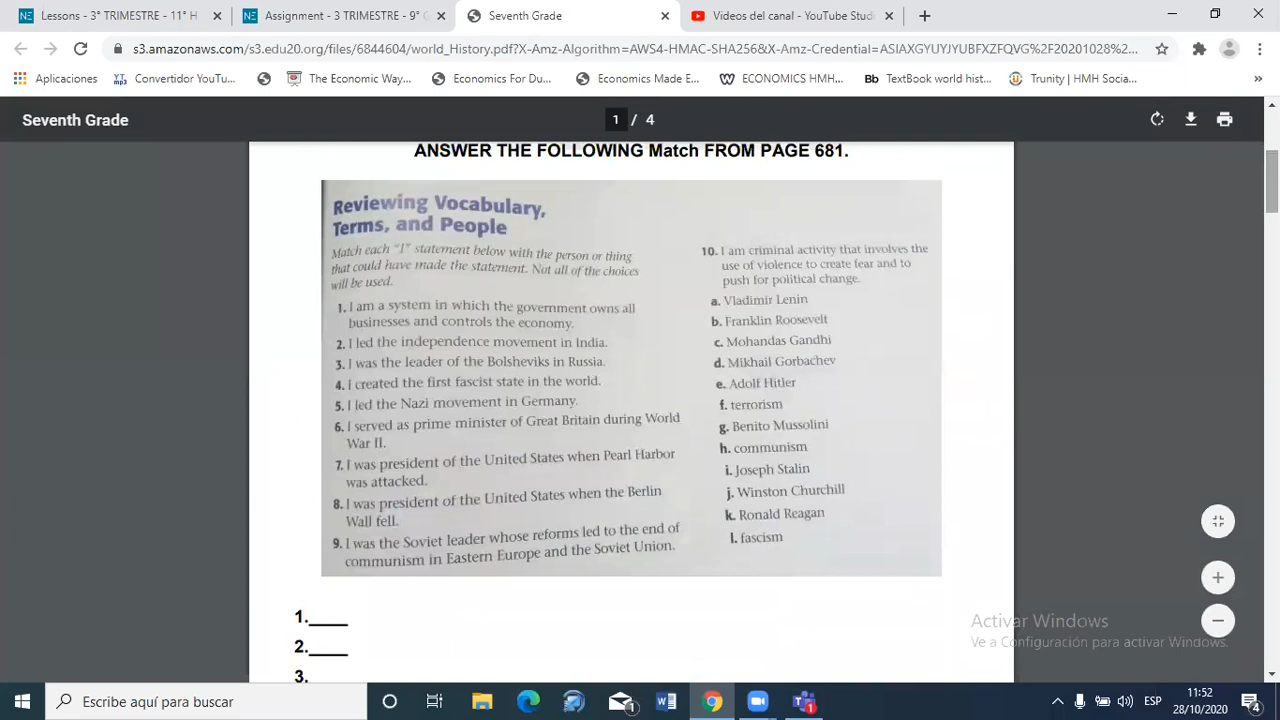 Lessons - 3° TRIMESTRE - 11° H
Assignment - 3 TRIMESTRE - 9° G
Seventh Grade
Videos del canal - YouTube Studi
s3.amazonaws.com/s3.edu20.org/files/6844604/world_History.pdf?X-Amz-Algorithm=AWS4-HMAC-SHA256&X-Amz-Credential=ASIAXGYUYJYUBFXZFQVG%2F20201028%2...
Aplicaciones
Convertidor YouTu...
The Economic Way...
Economics For Du...
Economics Made E...
ECONOMICS HMH...
Bb TextBook world hist...
Trunity | HMH Socia...
»
Seventh Grade
1 / 4
ANSWER THE FOLLOWING Match FROM PAGE 681.
Reviewing Vocabulary,
Terms, and People
Match each "I" statement below with the person or thing
that could have made the statement. Not all of the choices
will be used.
1. I am a system in which the government owns all
businesses and controls the economy.
2. I led the independence movement in India.
3. I was the leader of the Bolsheviks in Russia.
4. I created the first fascist state in the world.
5. I led the Nazi movement in Germany.
6. I served as prime minister of Great Britain during World
War II.
7. I was president of the United States when Pearl Harbor
was attacked.
8. I was president of the United States when the Berlin
Wall fell.
9. I was the Soviet leader whose reforms led to the end of
communism in Eastern Europe and the Soviet Union.
10. I am criminal activity that involves the
use of violence to create fear and to
push for political change.
a. Vladimir Lenin
b. Franklin Roosevelt
c. Mohandas Gandhi
d. Mikhail Gorbachev
e. Adolf Hitler
f. terrorism
g. Benito Mussolini
h. communism
i. Joseph Stalin
j. Winston Churchill
k. Ronald Reagan
l. fascism
1.____
2.____
3.
Activar Windows
Ve a Configuración para activar Windows.
Escribe aquí para buscar
ESP
11:52
28/10/2020